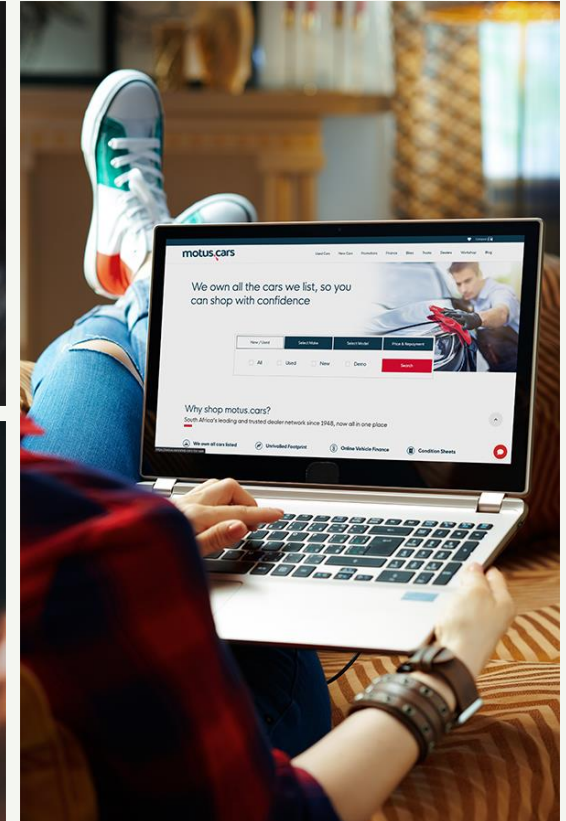 motus.cars
Used Cars New Cars Promotions Finance Bikes Trucks Dealers Workshop Blog
We own all the cars we list, so you
can shop with confidence
New / Used Select Make Select Model Price & Repayment
All Used New Demo Search
Why shop motus.cars?
South Africa's leading and trusted dealer network since 1948, now all in one place
We own all cars listed Unrivalled Footprint Online Vehicle Finance Condition Sheets